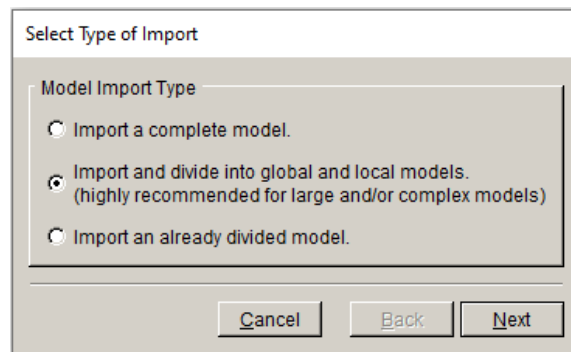 Select Type of Import
Model Import Type
Import a complete model.
Import and divide into global and local models.
(highly recommended for large and/or complex models)
Import an already divided model.
Cancel
Back
Next